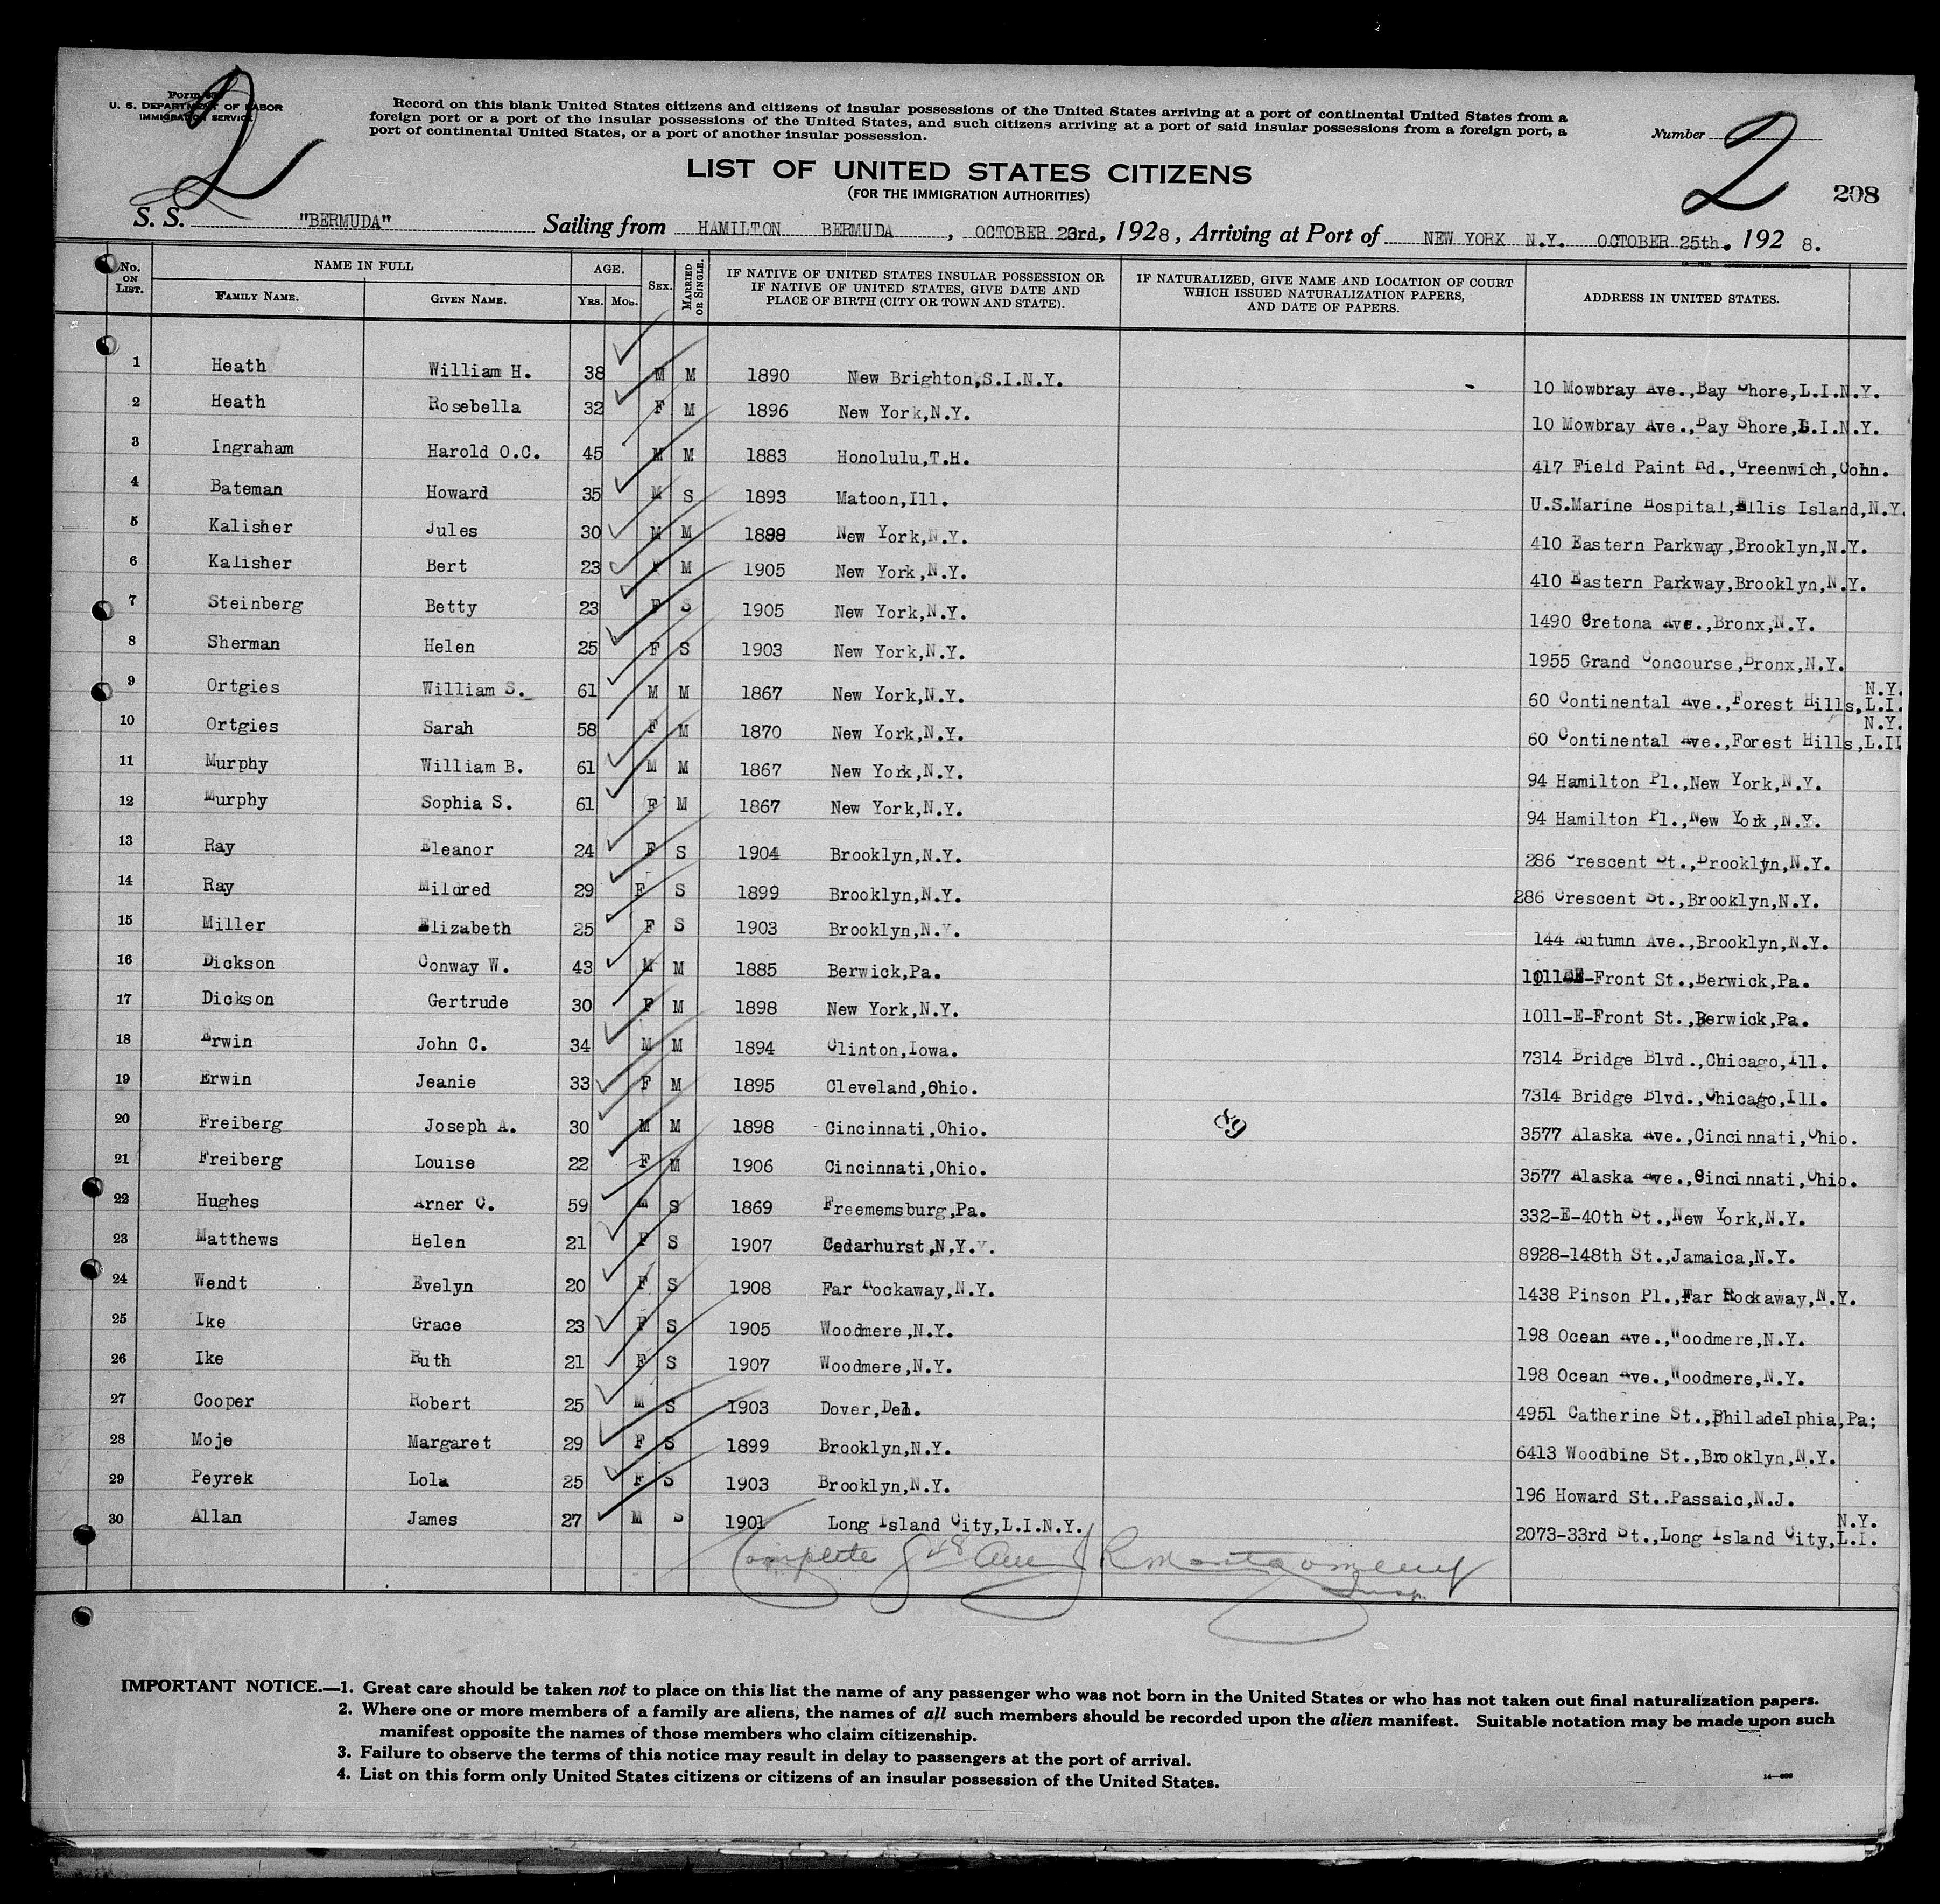 Form
U. S. DEPARTMENT OF LABOR
IMMIGRATION SERVICE
2
Record on this blank United States citizens and citizens of insular possessions of the United States arriving at a port of continental United States from a
foreign port or a port of the insular possessions of the United States, and such citizens arriving at a port of said insular possessions from a foreign port, a
port of continental United States, or a port of another insular possession.
Number 2
LIST OF UNITED STATES CITIZENS
(FOR THE IMMIGRATION AUTHORITIES)
208
S. S. "BERMUDA" Sailing from HAMILTON BERMUDA, OCTOBER 23rd, 1928, Arriving at Port of NEW YORK N.Y. OCTOBER 25th. 192 8.
No. ON LIST. NAME IN FULL FAMILY NAME. GIVEN NAME. AGE. YRS. MOS. SEX. MARRIED OR SINGLE. IF NATIVE OF UNITED STATES INSULAR POSSESSION OR IF NATIVE OF UNITED STATES, GIVE DATE AND PLACE OF BIRTH (CITY OR TOWN AND STATE). IF NATURALIZED, GIVE NAME AND LOCATION OF COURT WHICH ISSUED NATURALIZATION PAPERS, AND DATE OF PAPERS. ADDRESS IN UNITED STATES.
1 Heath William H. 38 M M 1890 New Brighton,S.I.N.Y. 10 Mowbray Ave.,Bay Shore,L.I.N.Y.
2 Heath Rosebella 32 F M 1896 New York,N.Y. 10 Mowbray Ave.,Bay Shore,L.I.N.Y.
3 Ingraham Harold O.C. 45 M M 1883 Honolulu,T.H. 417 Field Paint Rd.,Greenwich,Conn.
4 Bateman Howard 35 M S 1893 Matoon,Ill. U.S.Marine Hospital,Ellis Island,N.Y.
5 Kalisher Jules 30 M M 1898 New York,N.Y. 410 Eastern Parkway,Brooklyn,N.Y.
6 Kalisher Bert 23 F M 1905 New York,N.Y. 410 Eastern Parkway,Brooklyn,N.Y.
7 Steinberg Betty 23 F S 1905 New York,N.Y. 1490 Cretona Ave.,Bronx,N.Y.
8 Sherman Helen 25 F S 1903 New York,N.Y. 1955 Grand Concourse,Bronx,N.Y.
9 Ortgies William S. 61 M M 1867 New York,N.Y. 60 Continental Ave.,Forest Hills,L.I. N.Y.
10 Ortgies Sarah 58 F M 1870 New York,N.Y. 60 Continental Ave.,Forest Hills,L.I. N.Y.
11 Murphy William B. 61 M M 1867 New York,N.Y. 94 Hamilton Pl.,New York,N.Y.
12 Murphy Sophia S. 61 F M 1867 New York,N.Y. 94 Hamilton Pl.,New York,N.Y.
13 Ray Eleanor 24 F S 1904 Brooklyn,N.Y. 286 Crescent St.,Brooklyn,N.Y.
14 Ray Mildred 29 F S 1899 Brooklyn,N.Y. 286 Crescent St.,Brooklyn,N.Y.
15 Miller Elizabeth 25 F S 1903 Brooklyn,N.Y. 144 Autumn Ave.,Brooklyn,N.Y.
16 Dickson Conway W. 43 M M 1885 Berwick,Pa. 1011-E-Front St.,Berwick,Pa.
17 Dickson Gertrude 30 F M 1898 New York,N.Y. 1011-E-Front St.,Berwick,Pa.
18 Erwin John C. 34 M M 1894 Clinton,Iowa. 7314 Bridge Blvd.,Chicago,Ill.
19 Erwin Jeanie 33 F M 1895 Cleveland,Ohio. 7314 Bridge Blvd.,Chicago,Ill.
20 Freiberg Joseph A. 30 M M 1898 Cincinnati,Ohio. 89 3577 Alaska Ave.,Cincinnati,Ohio.
21 Freiberg Louise 22 F M 1906 Cincinnati,Ohio. 3577 Alaska Ave.,Cincinnati,Ohio.
22 Hughes Arner C. 59 M S 1869 Freememsburg,Pa. 332-E-40th St.,New York,N.Y.
23 Matthews Helen 21 F S 1907 Cedarhurst,N.Y. 8928-148th St.,Jamaica,N.Y.
24 Wendt Evelyn 20 F S 1908 Far Rockaway,N.Y. 1438 Pinson Pl.,Far Rockaway,N.Y.
25 Ike Grace 23 F S 1905 Woodmere,N.Y. 198 Ocean Ave.,Woodmere,N.Y.
26 Ike Ruth 21 F S 1907 Woodmere,N.Y. 198 Ocean Ave.,Woodmere,N.Y.
27 Cooper Robert 25 M S 1903 Dover,Del. 4951 Catherine St.,Philadelphia,Pa;
28 Moje Margaret 29 F S 1899 Brooklyn,N.Y. 6413 Woodbine St.,Brooklyn,N.Y.
29 Peyrek Lola 25 F S 1903 Brooklyn,N.Y. 196 Howard St..Passaic,N.J.
30 Allan James 27 M S 1901 Long Island City,L.I.N.Y. 2073-33rd St.,Long Island City,L.I. N.Y.
Complete R Montgomery Insp.
IMPORTANT NOTICE.—1. Great care should be taken not to place on this list the name of any passenger who was not born in the United States or who has not taken out final naturalization papers.
2. Where one or more members of a family are aliens, the names of all such members should be recorded upon the alien manifest. Suitable notation may be made upon such
manifest opposite the names of those members who claim citizenship.
3. Failure to observe the terms of this notice may result in delay to passengers at the port of arrival.
4. List on this form only United States citizens or citizens of an insular possession of the United States.